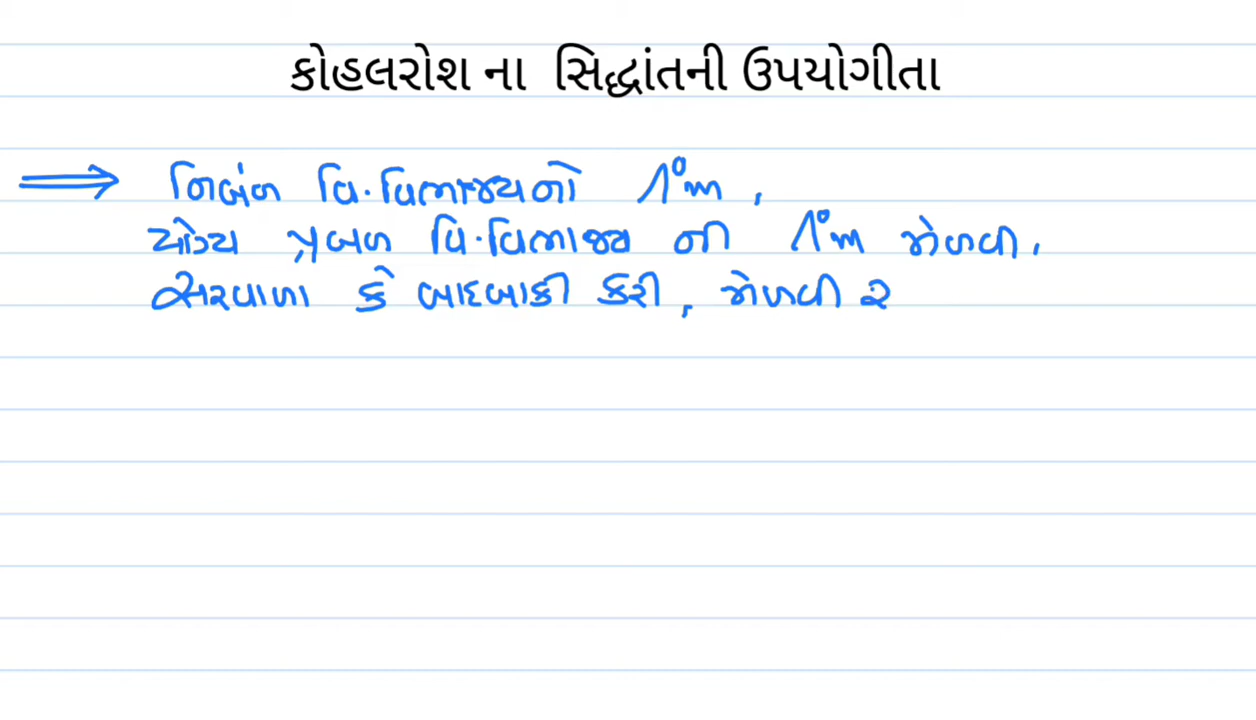 કોહલરોશ ના સિદ્ધાંતની ઉપયોગીતા
⟹ નિર્બળ વિ.વિભાજ્યનો Λ°m ,
યોગ્ય પ્રબળ વિ.વિભાજ્ય ની Λ°m મેળવી,
સરવાળા કે બાદબાકી કરી, મેળવી ર